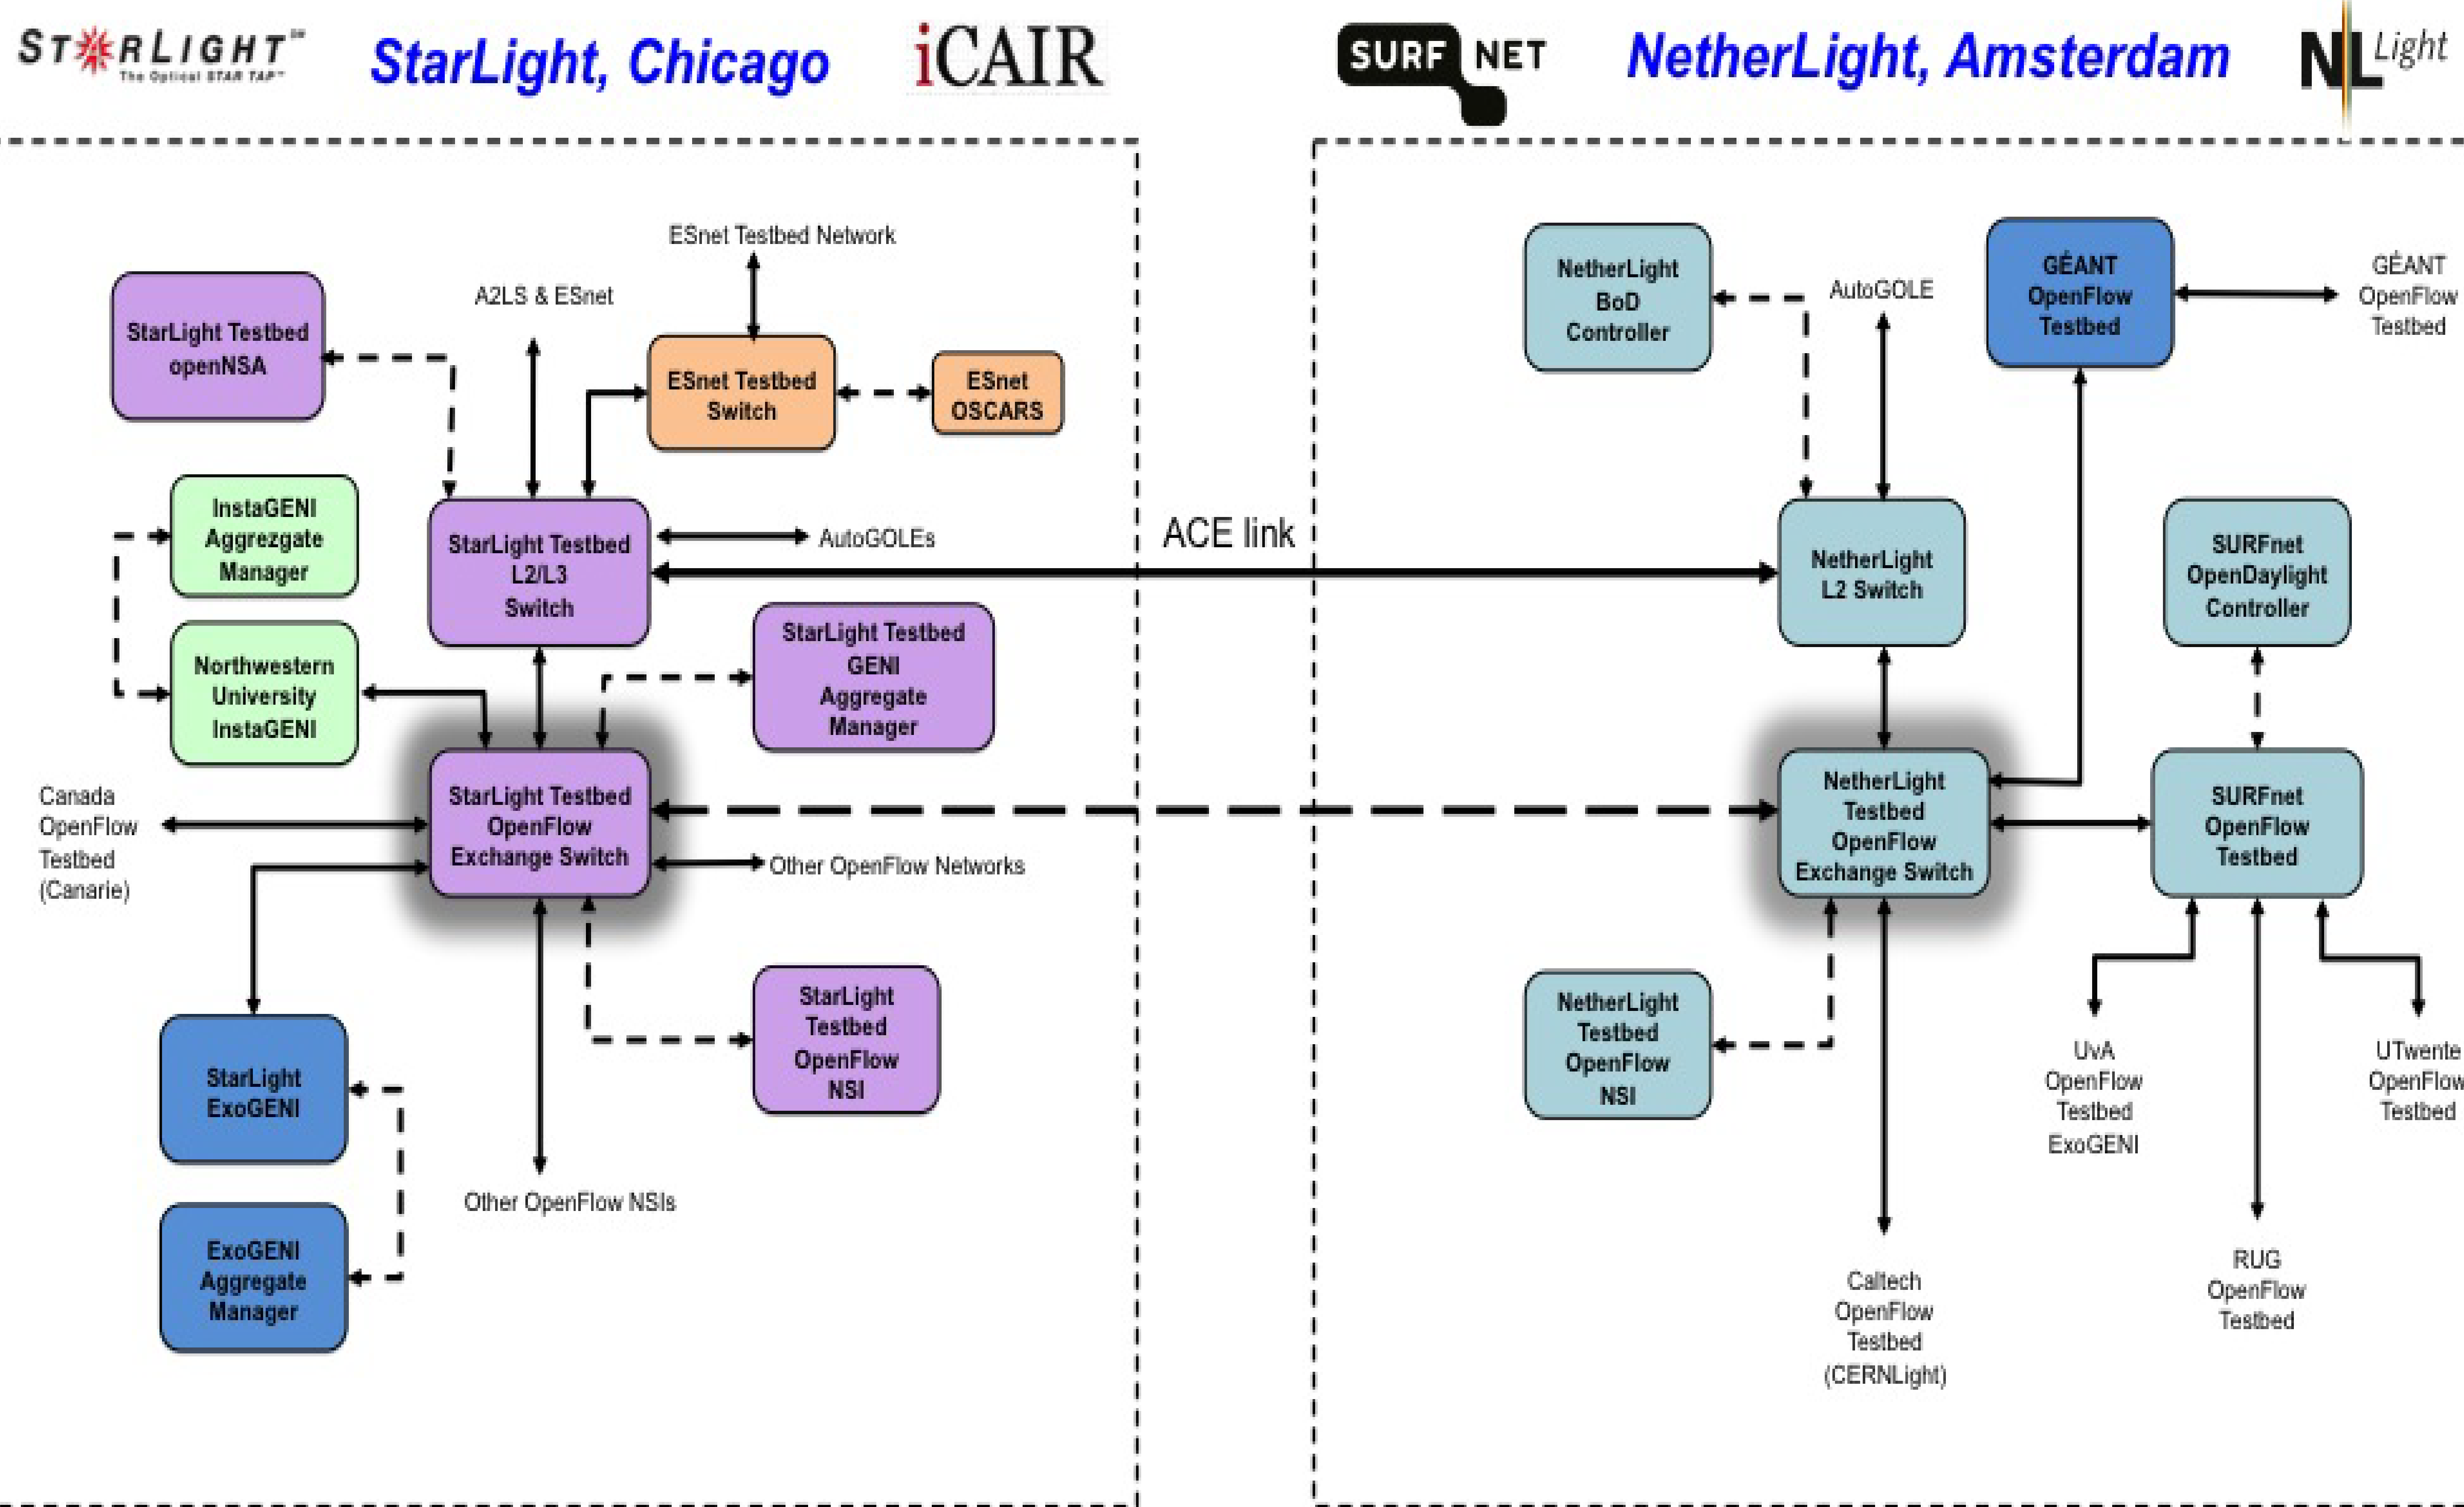 STARLIGHT℠
The Optical STAR TAP℠
StarLight, Chicago
iCAIR
SURF NET
NetherLight, Amsterdam
NLLight
ESnet Testbed Network
A2LS & ESnet
StarLight Testbed
openNSA
ESnet Testbed
Switch
ESnet
OSCARS
InstaGENI
Aggrezgate
Manager
StarLight Testbed
L2/L3
Switch
AutoGOLEs
Northwestern
University
InstaGENI
StarLight Testbed
GENI
Aggregate
Manager
Canada
OpenFlow
Testbed
(Canarie)
StarLight Testbed
OpenFlow
Exchange Switch
Other OpenFlow Networks
StarLight
Testbed
OpenFlow
NSI
StarLight
ExoGENI
Other OpenFlow NSIs
ExoGENI
Aggregate
Manager
ACE link
NetherLight
BoD
Controller
AutoGOLE
GÉANT
OpenFlow
Testbed
GÉANT
OpenFlow
Testbed
NetherLight
L2 Switch
SURFnet
OpenDaylight
Controller
NetherLight
Testbed
OpenFlow
Exchange Switch
SURFnet
OpenFlow
Testbed
NetherLight
Testbed
OpenFlow
NSI
UvA
OpenFlow
Testbed
ExoGENI
UTwente
OpenFlow
Testbed
Caltech
OpenFlow
Testbed
(CERNLight)
RUG
OpenFlow
Testbed